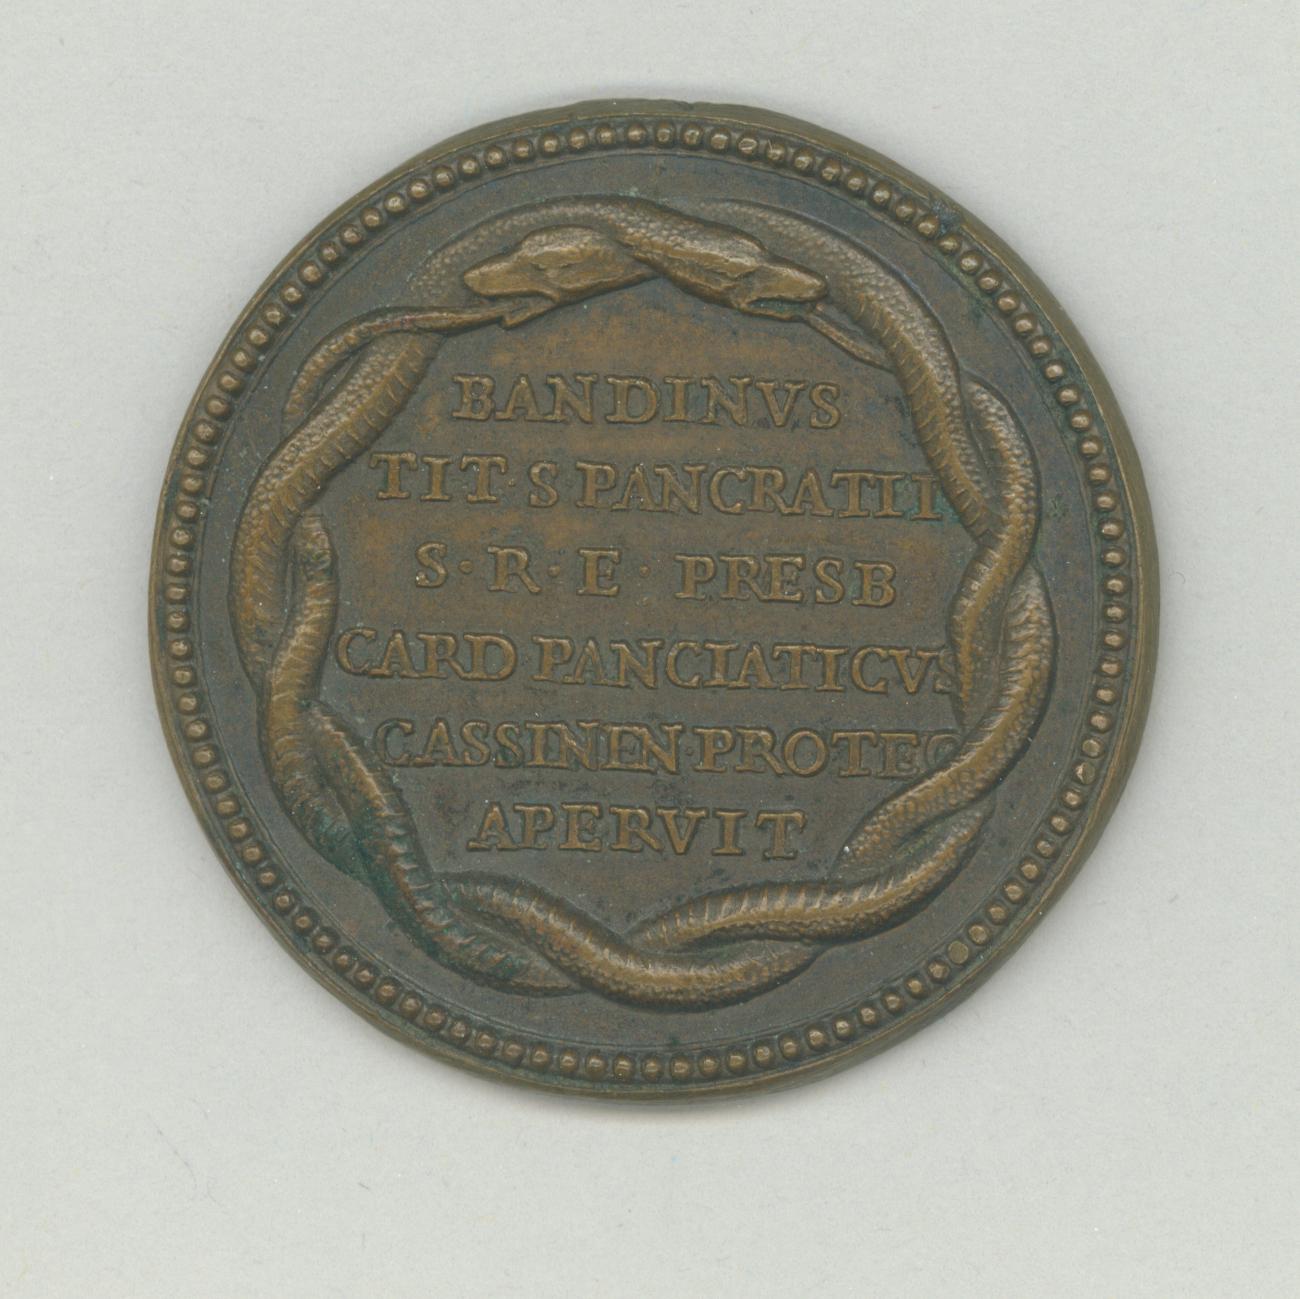 BANDINVS
TIT·S PANCRATII
S·R·E·PRESB
CARD PANCIATICVS
CASSINEN·PROTEC
APERVIT